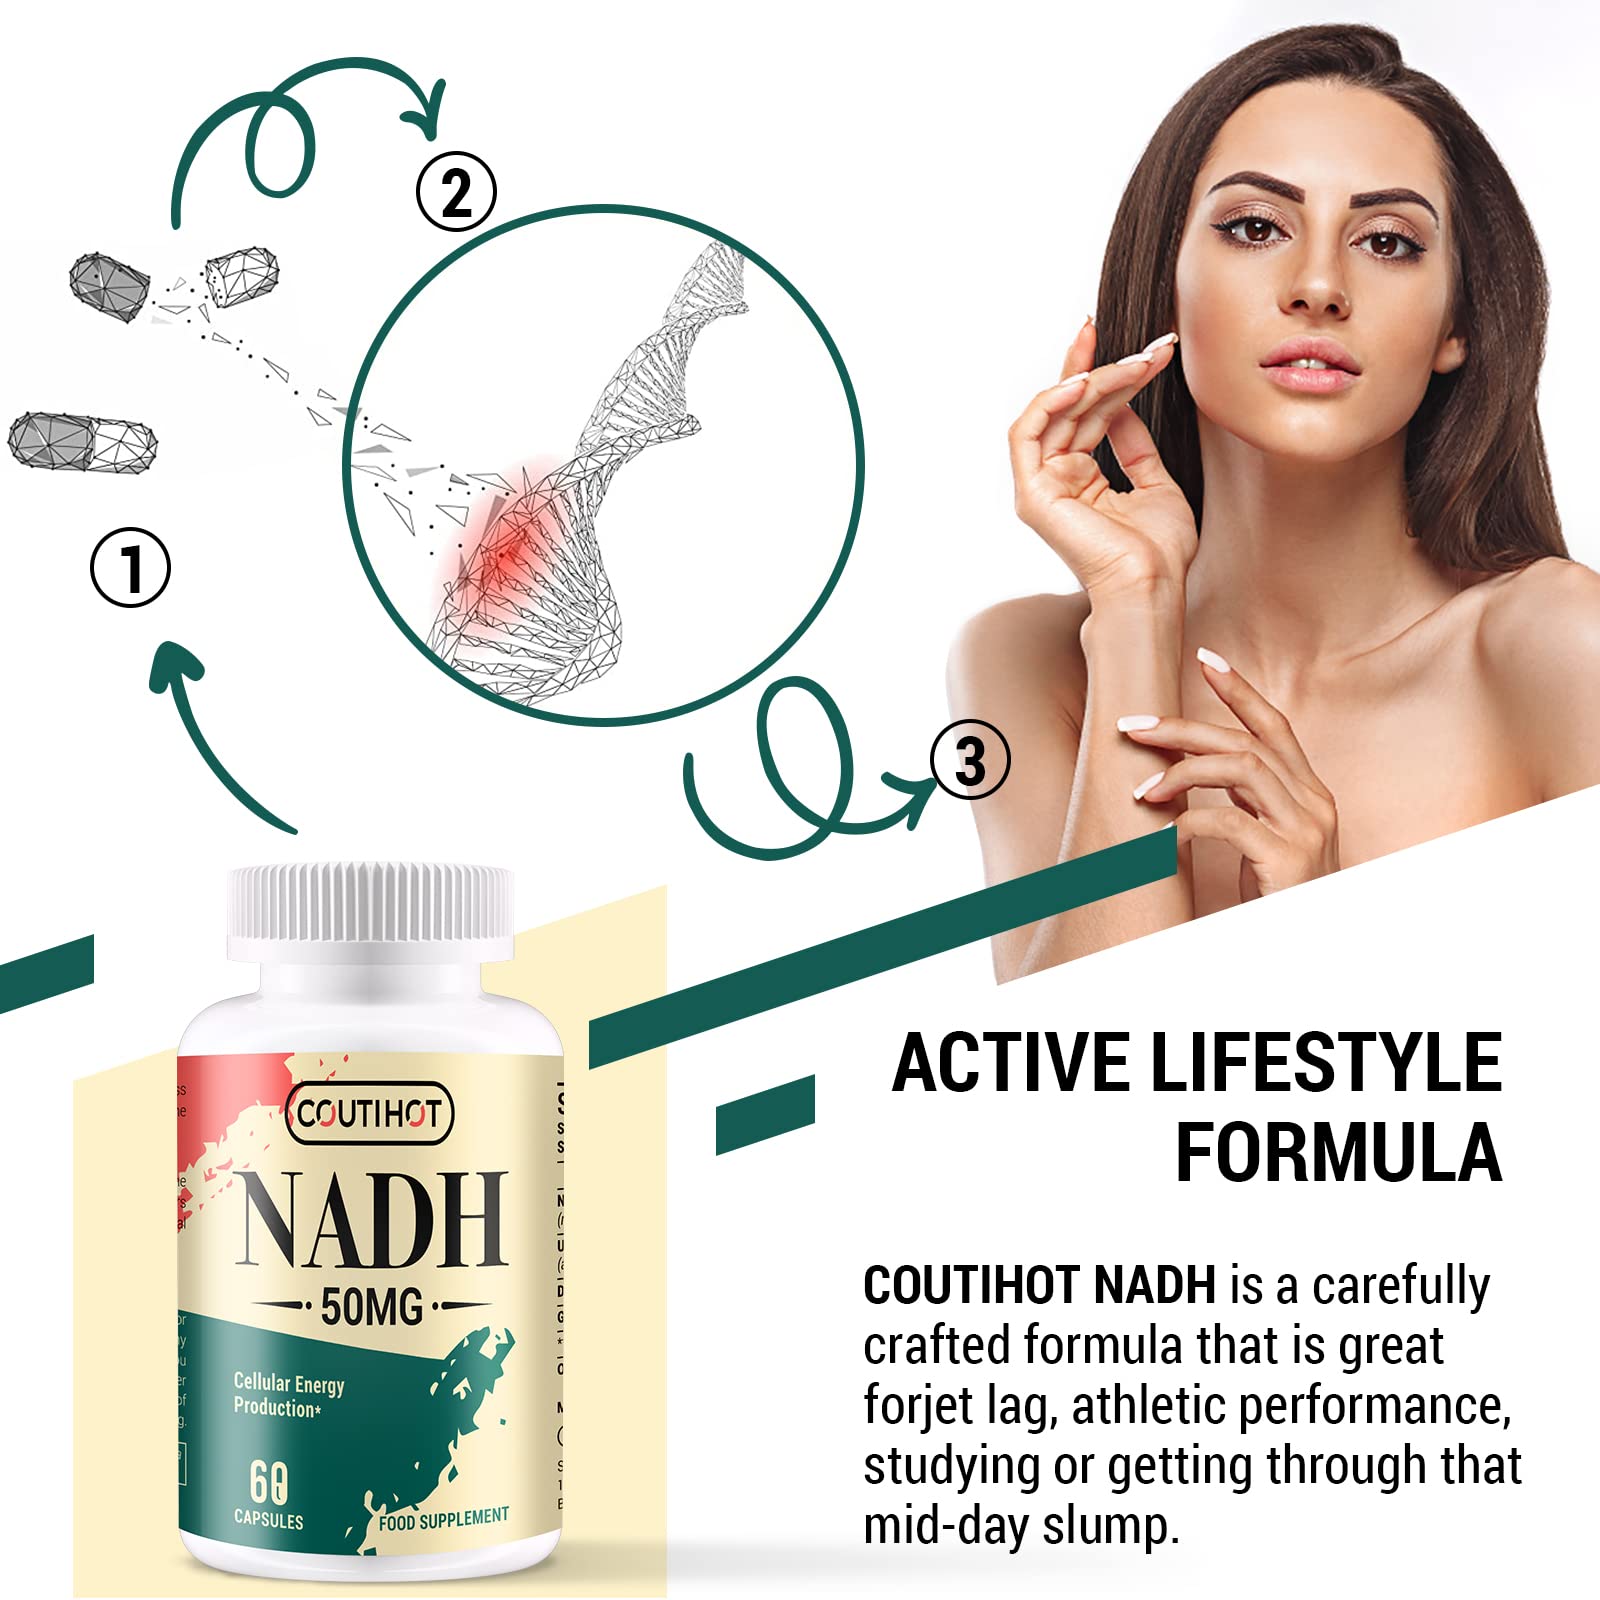 2
1
3
COUTIHOT
NADH
50MG
Cellular Energy
Production*
60
CAPSULES
FOOD SUPPLEMENT
ACTIVE LIFESTYLE
FORMULA
COUTIHOT NADH is a carefully
crafted formula that is great
forjet lag, athletic performance,
studying or getting through that
mid-day slump.